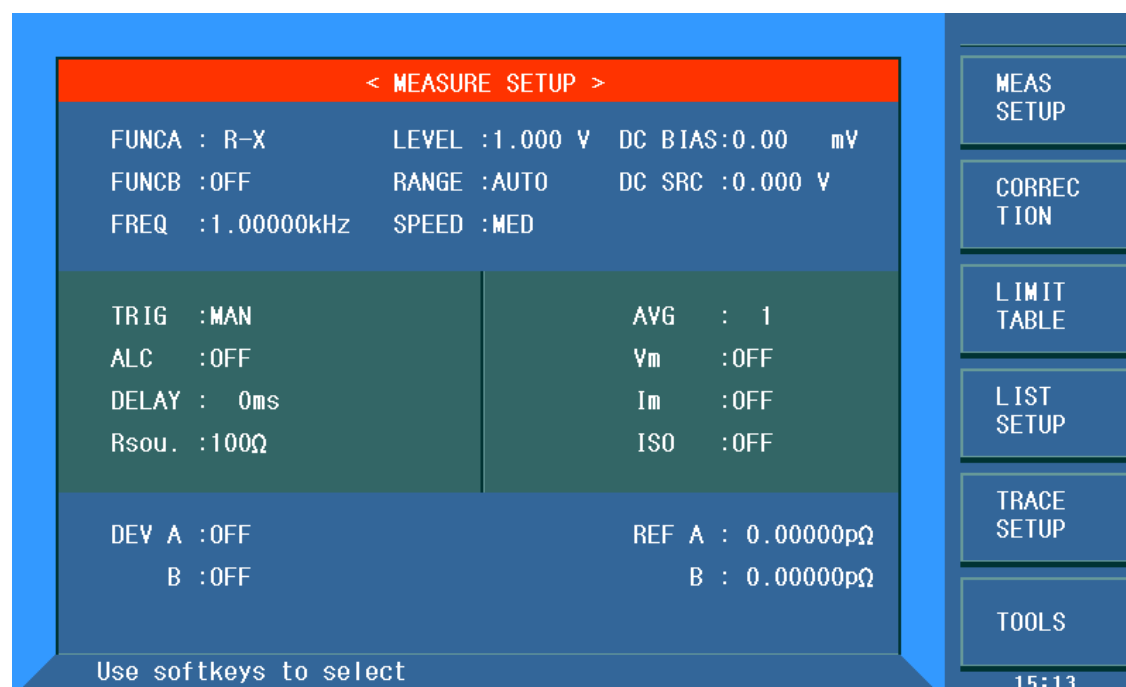 < MEASURE SETUP >
FUNCA : R-X LEVEL :1.000 V DC BIAS:0.00 mV
FUNCB :OFF RANGE :AUTO DC SRC :0.000 V
FREQ :1.00000kHz SPEED :MED
TRIG :MAN AVG : 1
ALC :OFF Vm :OFF
DELAY : 0ms Im :OFF
Rsou. :100Ω ISO :OFF
DEV A :OFF REF A : 0.00000pΩ
B :OFF B : 0.00000pΩ
Use softkeys to select
MEAS
SETUP
CORREC
TION
LIMIT
TABLE
LIST
SETUP
TRACE
SETUP
TOOLS
15:13